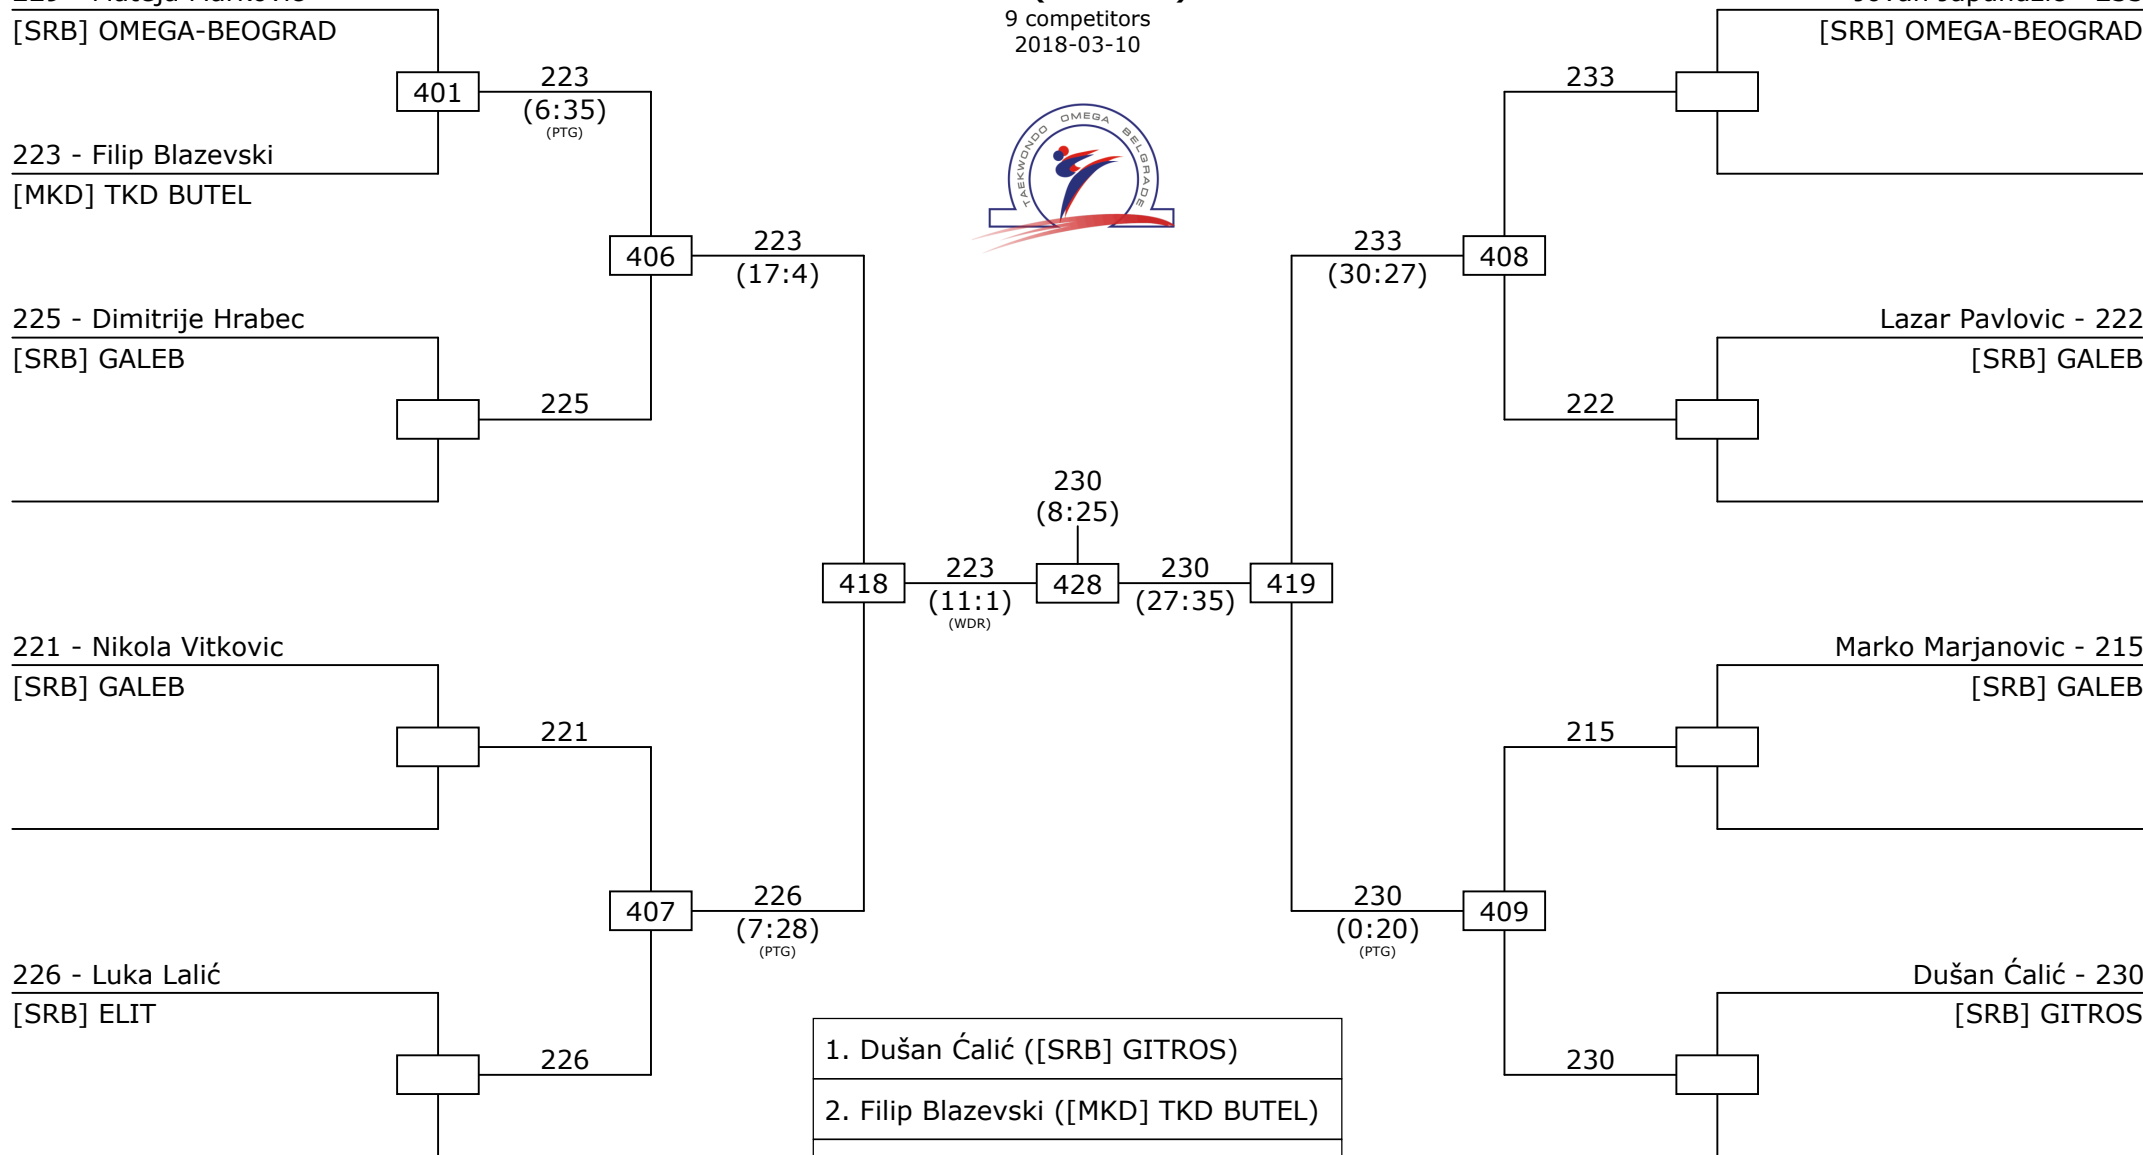 [SRB] OMEGA-BEOGRAD
9 competitors
2018-03-10
[SRB] OMEGA-BEOGRAD
401
223
(6:35)
(PTG)
233
TAEKWONDO OMEGA BELGRADE
223 - Filip Blazevski
[MKD] TKD BUTEL
406
223
(17:4)
233
(30:27)
408
225 - Dimitrije Hrabec
[SRB] GALEB
Lazar Pavlovic - 222
[SRB] GALEB
225
222
230
(8:25)
418
223
(11:1)
(WDR)
428
230
(27:35)
419
221 - Nikola Vitkovic
[SRB] GALEB
Marko Marjanovic - 215
[SRB] GALEB
221
215
407
226
(7:28)
(PTG)
230
(0:20)
(PTG)
409
226 - Luka Lalić
[SRB] ELIT
Dušan Ćalić - 230
[SRB] GITROS
226
230
1. Dušan Ćalić ([SRB] GITROS)
2. Filip Blazevski ([MKD] TKD BUTEL)